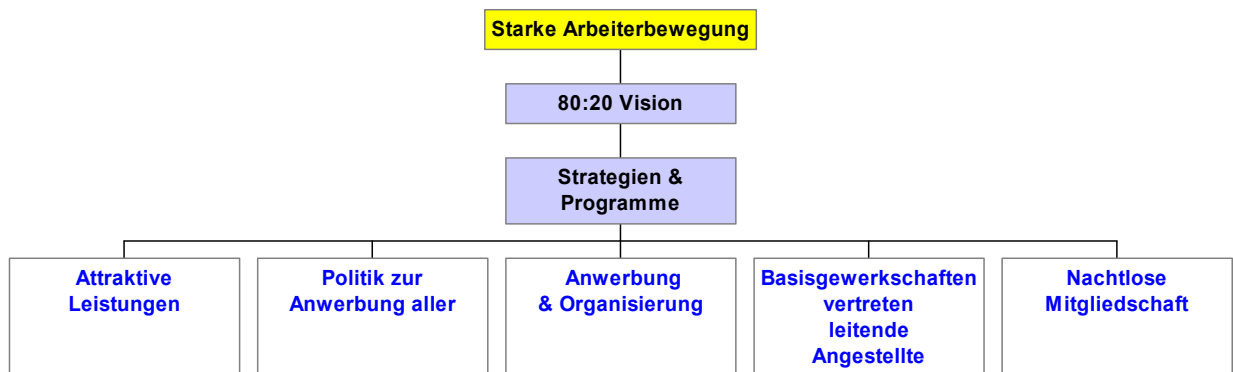 Starke Arbeiterbewegung
80:20 Vision
Strategien &
Programme
Attraktive
Leistungen
Politik zur
Anwerbung aller
Anwerbung
& Organisierung
Basisgewerkschaften
vertreten
leitende
Angestellte
Nachtlose
Mitgliedschaft